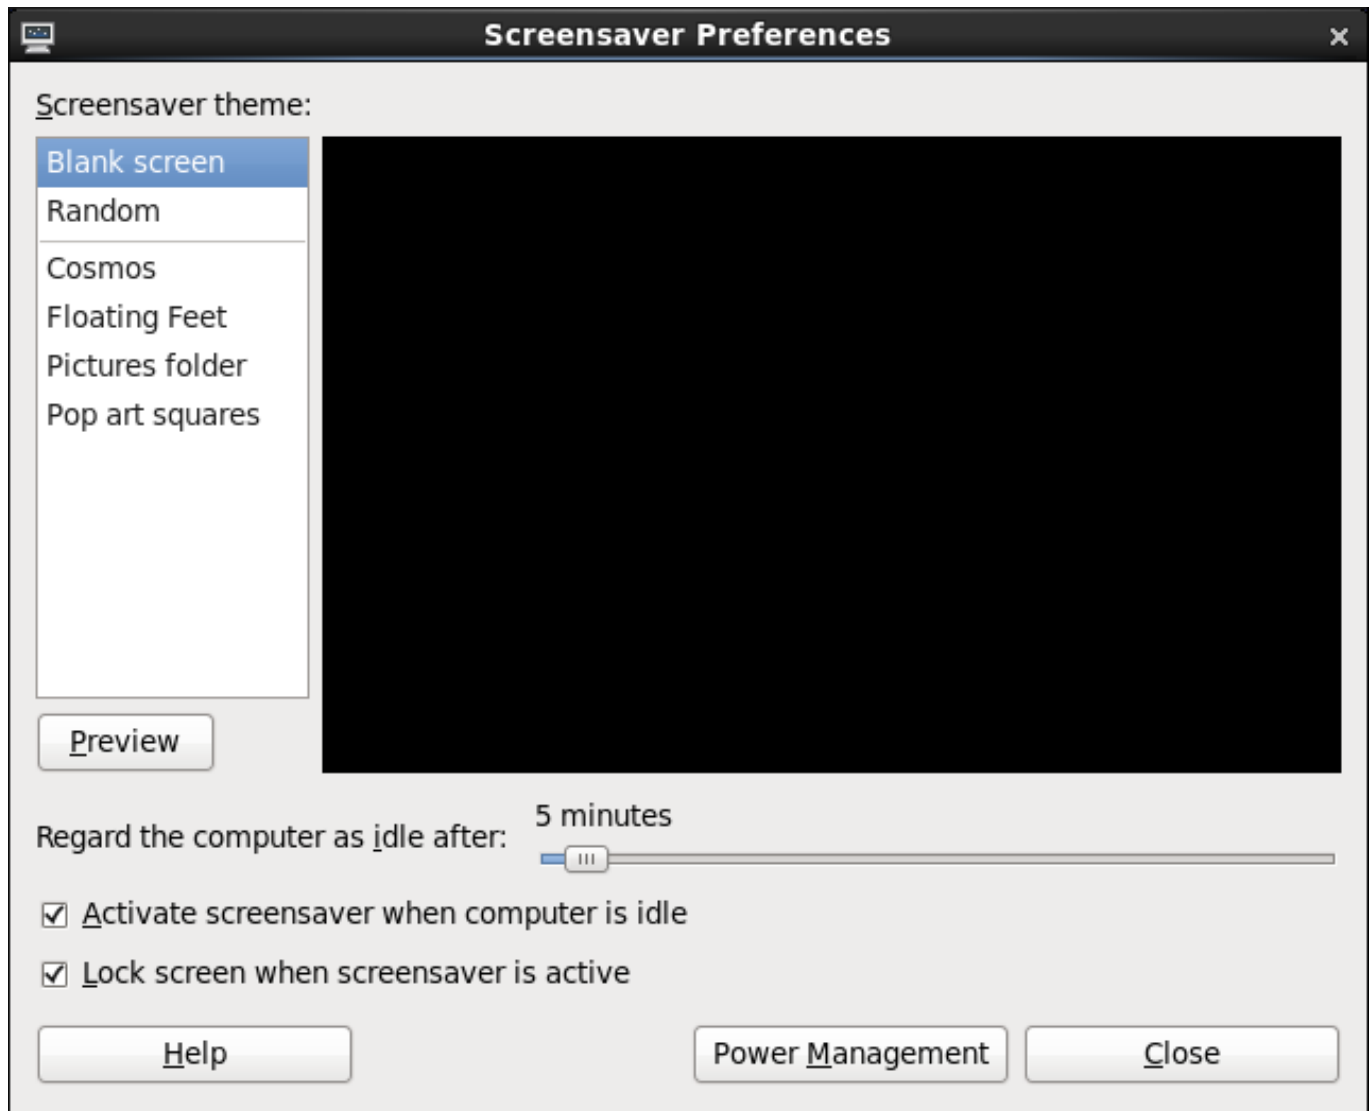 Screensaver Preferences
Screensaver theme:
Blank screen
Random
Cosmos
Floating Feet
Pictures folder
Pop art squares
Preview
5 minutes
Regard the computer as idle after:
Activate screensaver when computer is idle
Lock screen when screensaver is active
Help
Power Management
Close